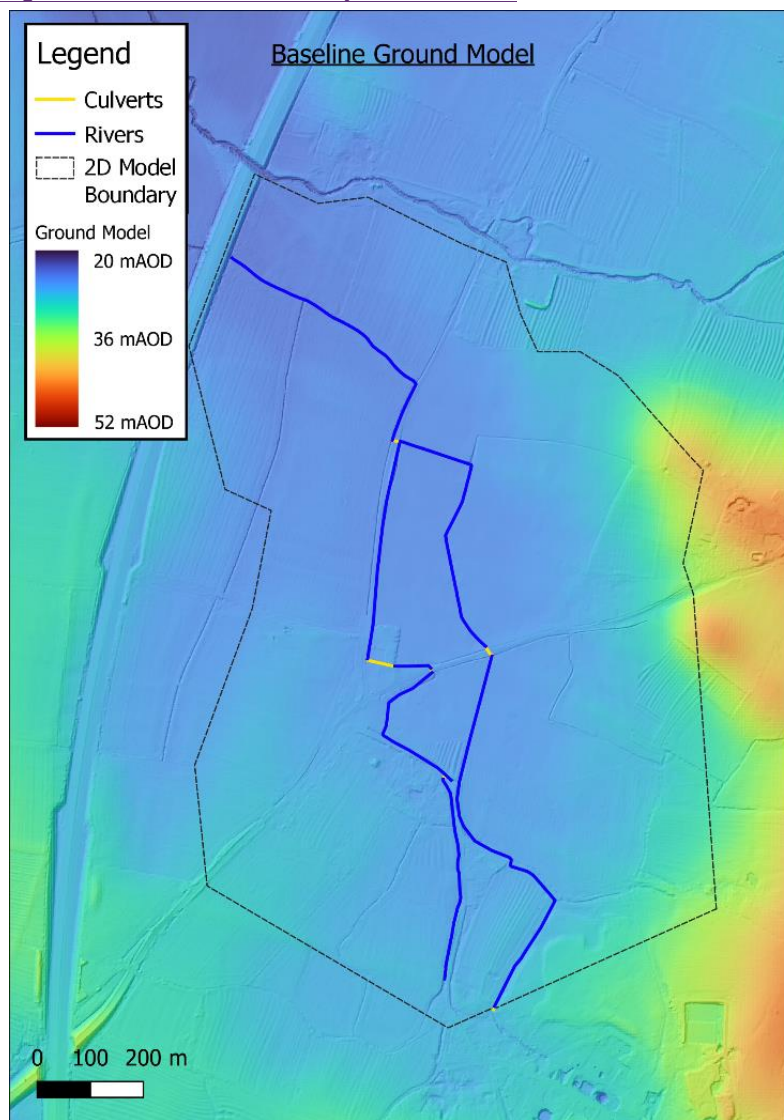 Baseline Ground Model
Legend
Culverts
Rivers
2D Model
Boundary
Ground Model
20 mAOD
36 mAOD
52 mAOD
0 100 200 m